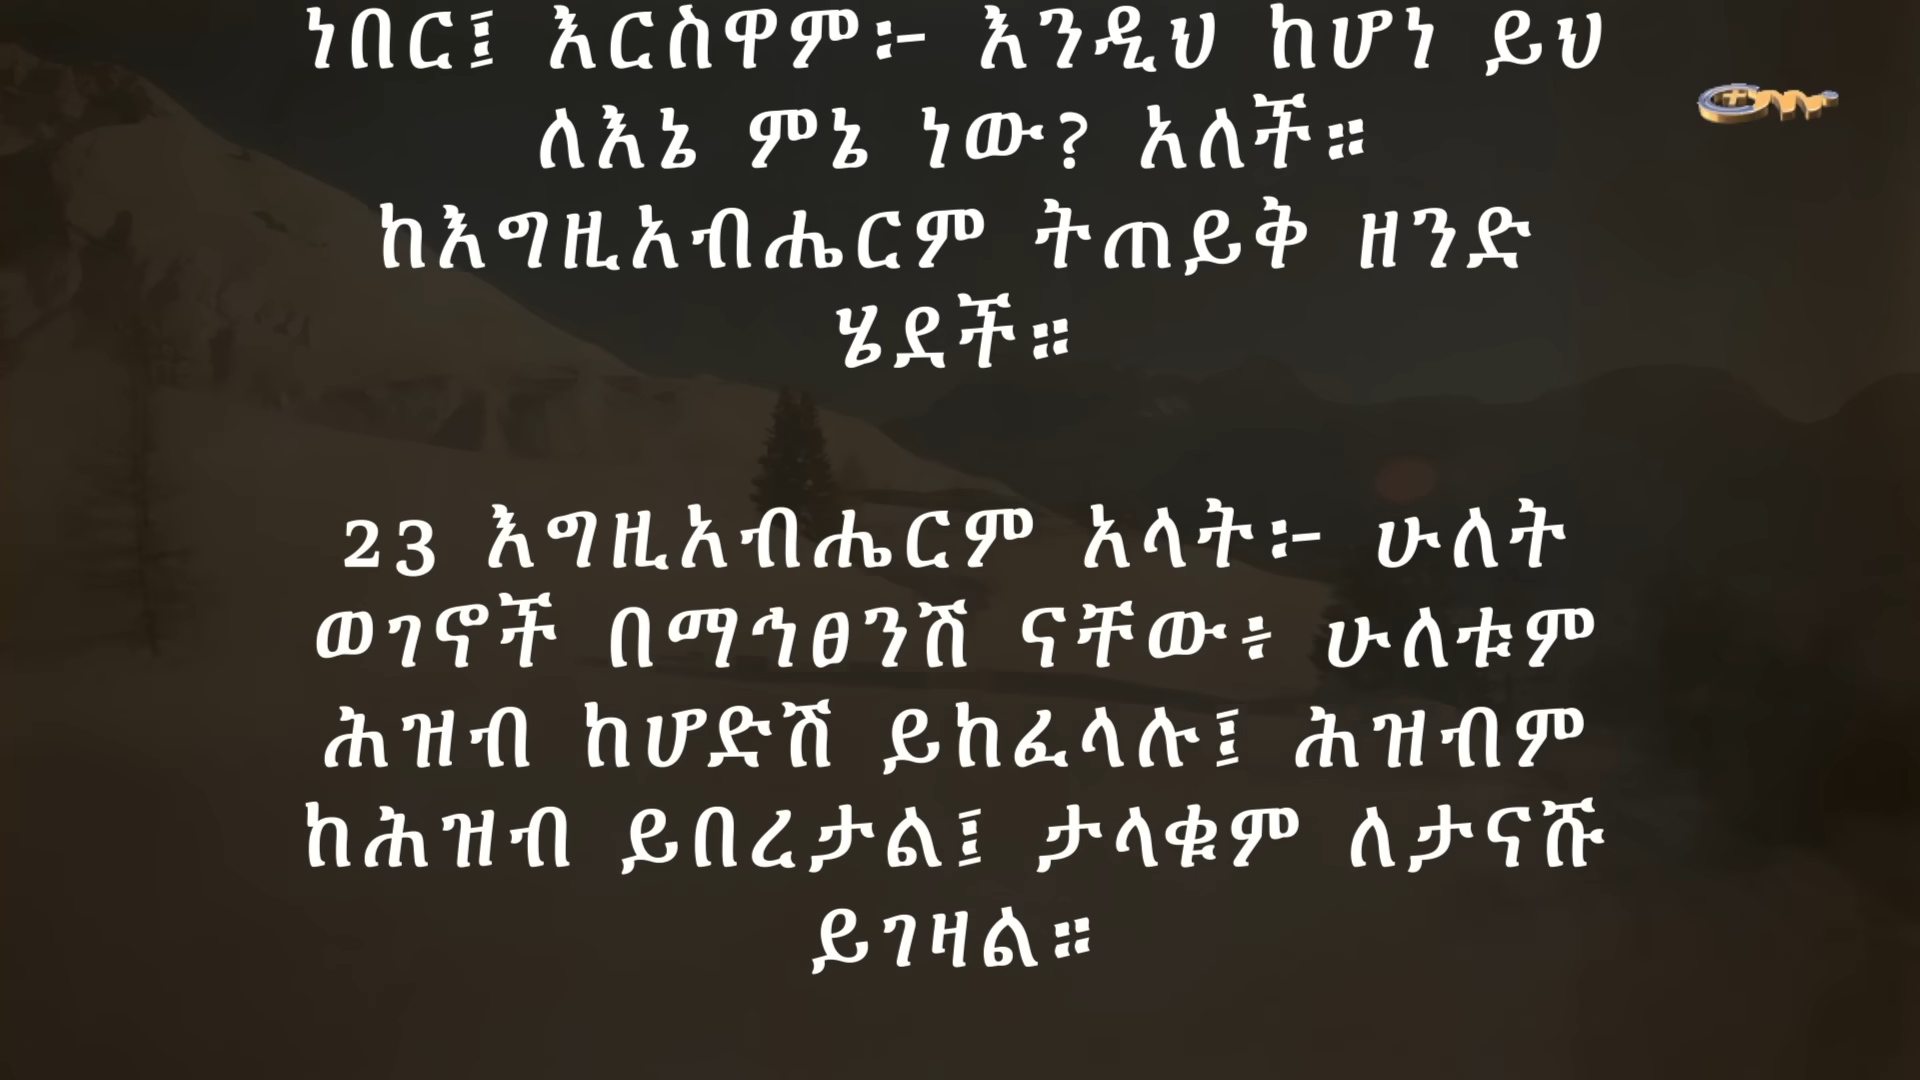 ነበር፤ እርስዋም፦ እንዲህ ከሆነ ይህ
ለእኔ ምኔ ነው? አለች።
ከእግዚአብሔርም ትጠይቅ ዘንድ
ሄደች።
23 እግዚአብሔርም አላት፦ ሁለት
ወገኖች በማኅፀንሽ ናቸው፥ ሁለቱም
ሕዝብ ከሆድሽ ይከፈላሉ፤ ሕዝብም
ከሕዝብ ይበረታል፤ ታላቁም ለታናሹ
ይገዛል።